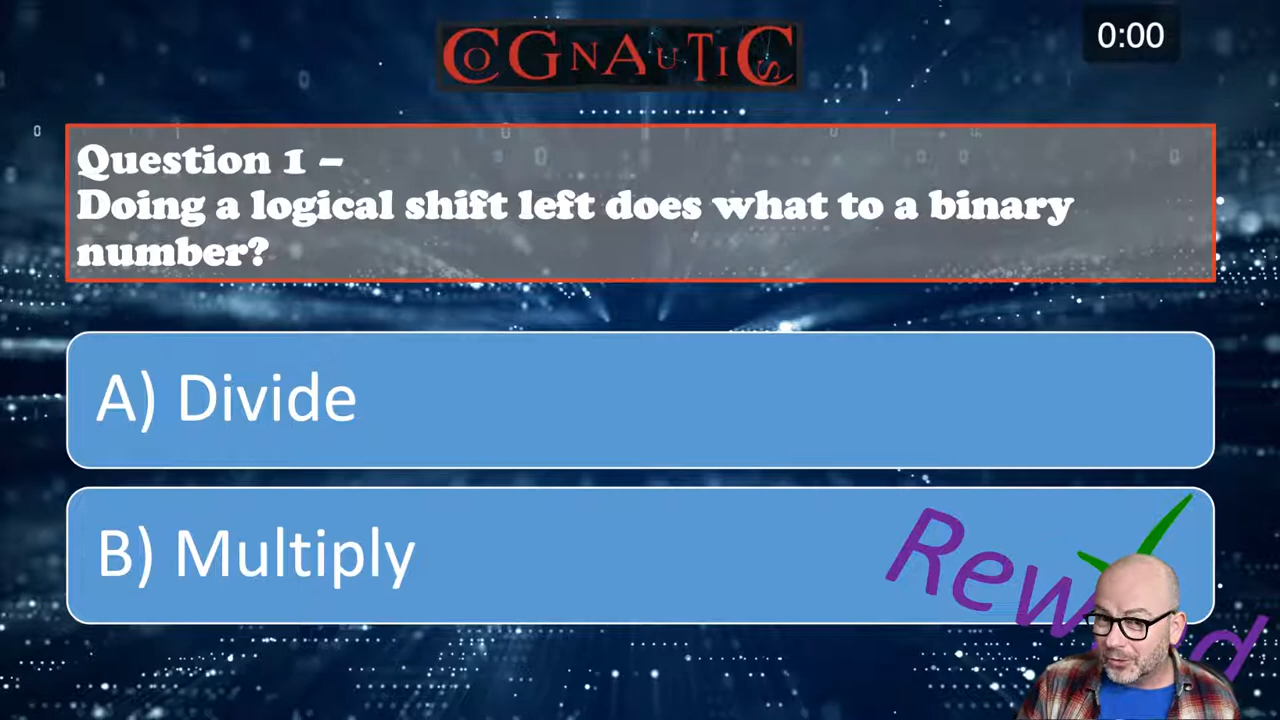 COGNAUTICS
0:00
Question 1 –
Doing a logical shift left does what to a binary
number?
A) Divide
B) Multiply